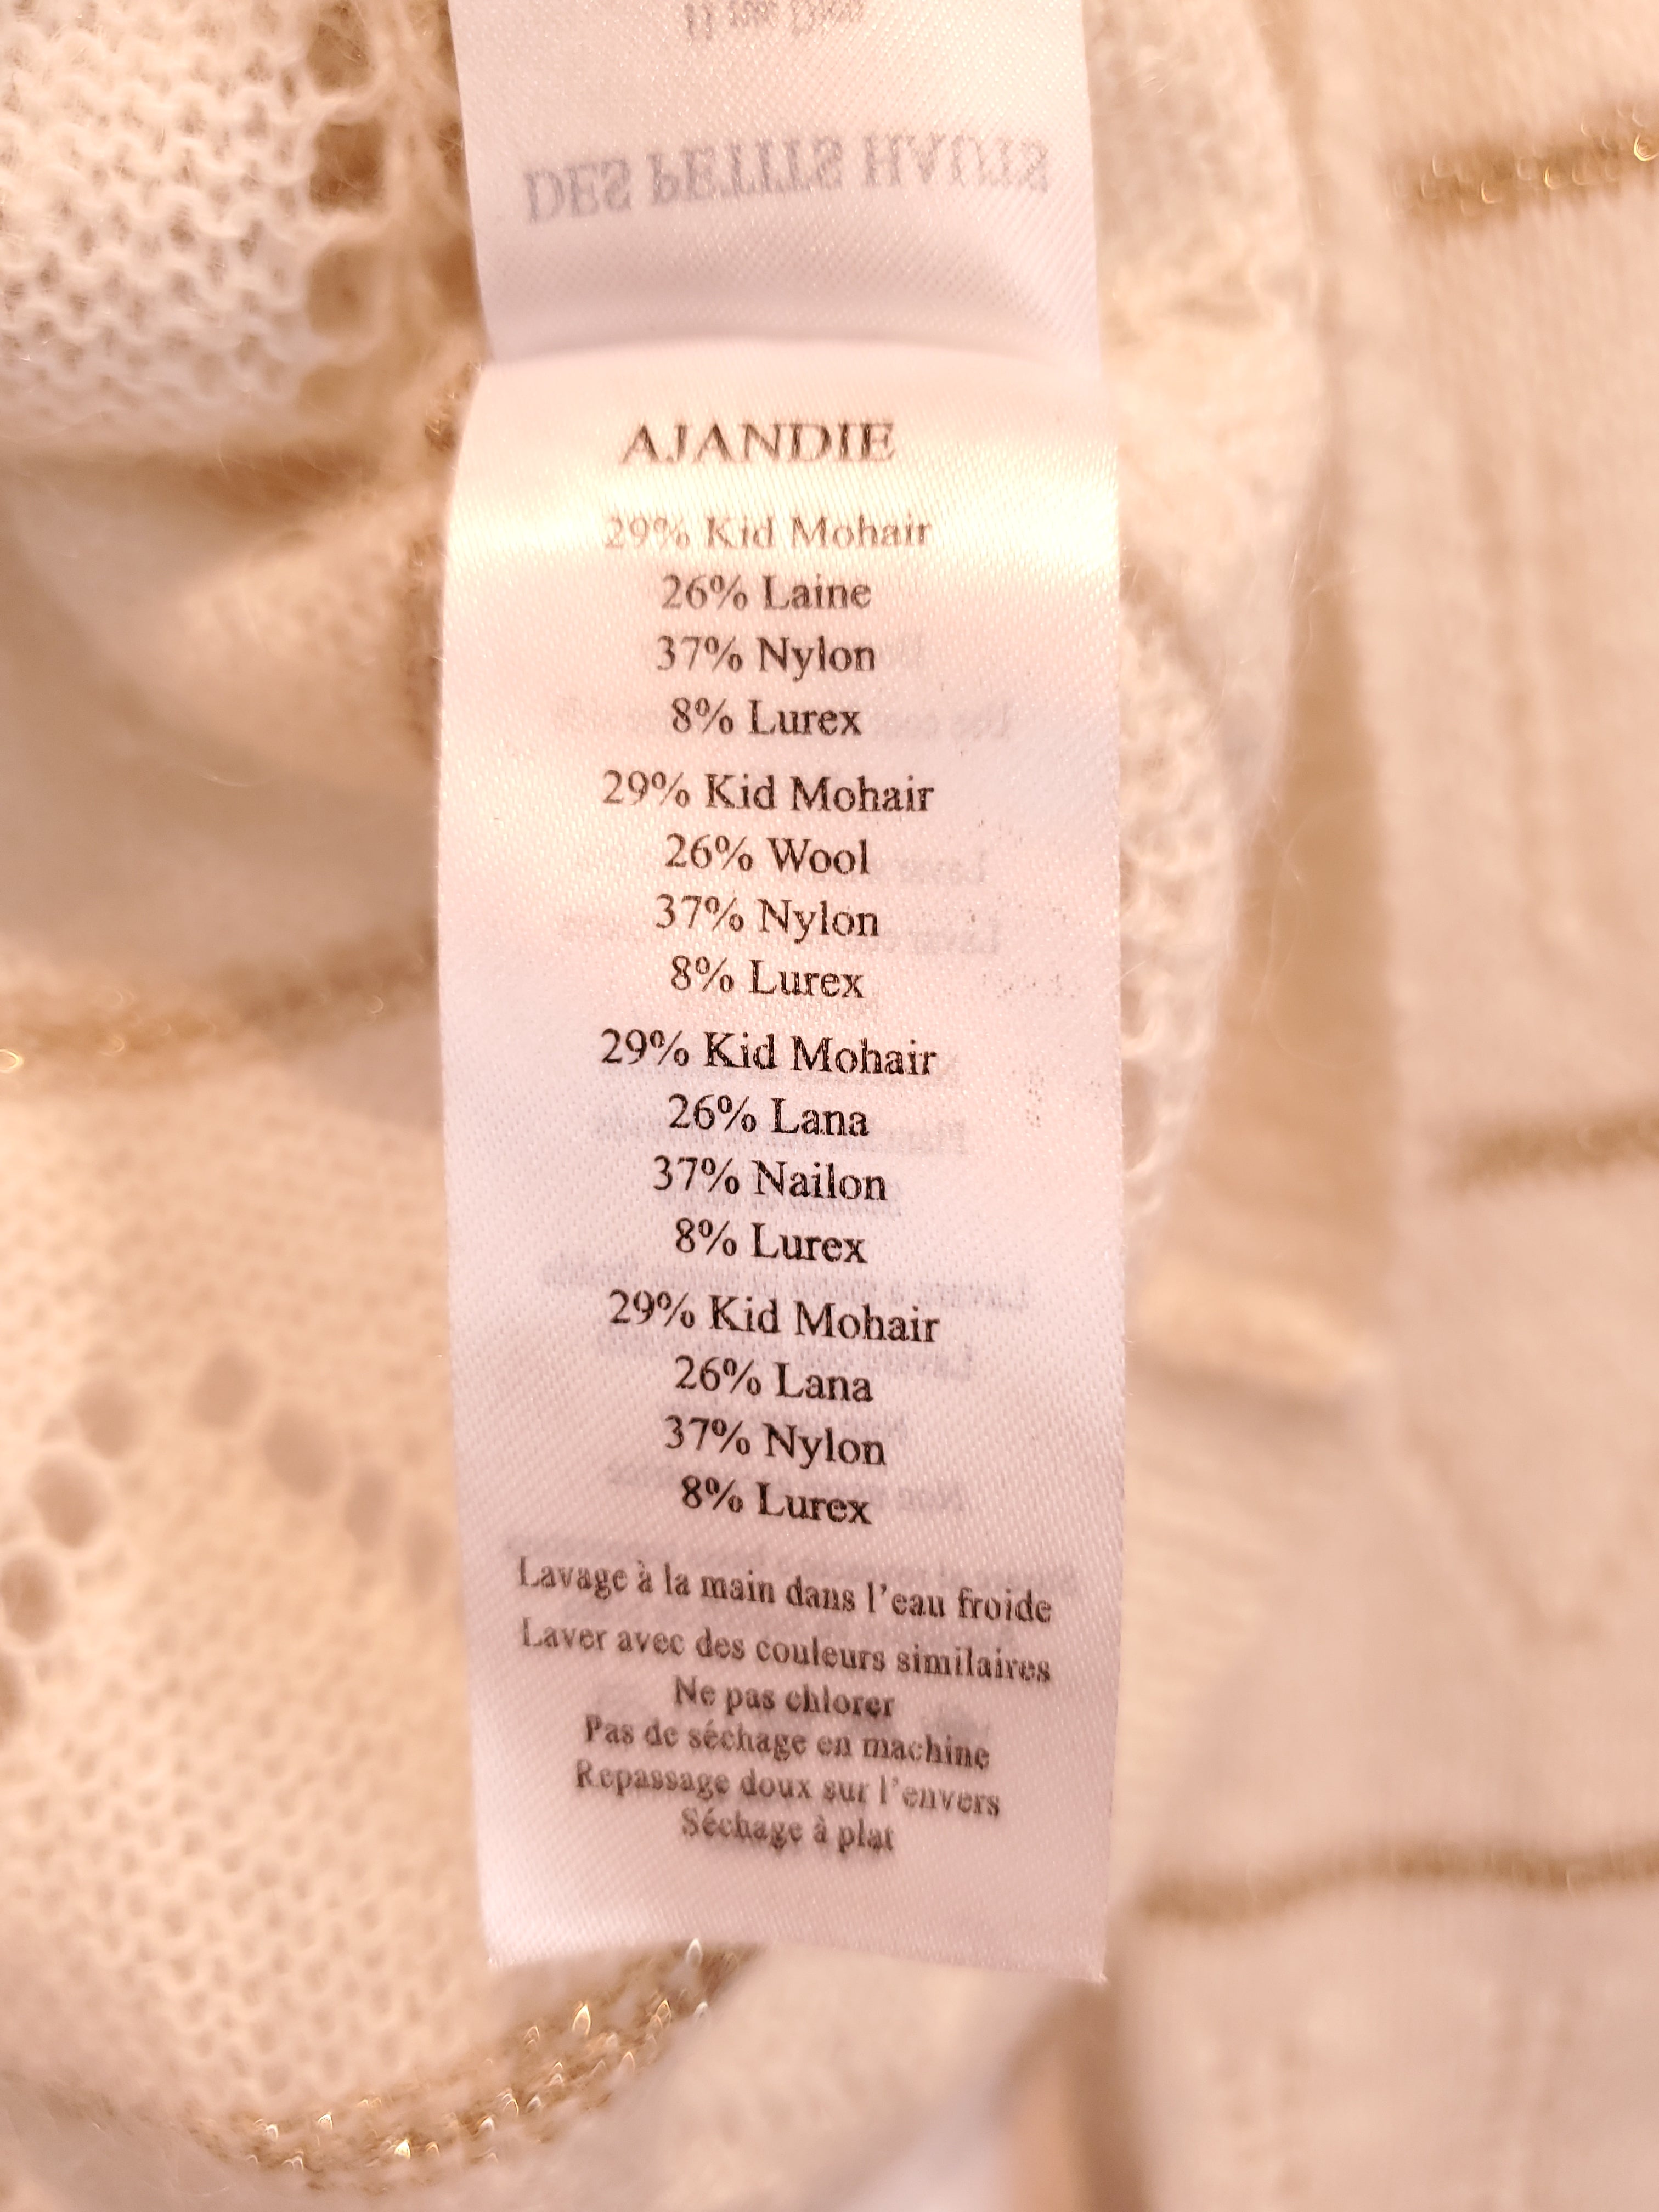 DES PETITS HAUTS
AJANDIE
29% Kid Mohair
26% Laine
37% Nylon
8% Lurex
29% Kid Mohair
26% Wool
37% Nylon
8% Lurex
29% Kid Mohair
26% Lana
37% Nailon
8% Lurex
29% Kid Mohair
26% Lana
37% Nylon
8% Lurex
Lavage à la main dans l'eau froide
Laver avec des couleurs similaires
Ne pas chlorer
Pas de séchage en machine
Repassage doux sur l'envers
Séchage à plat